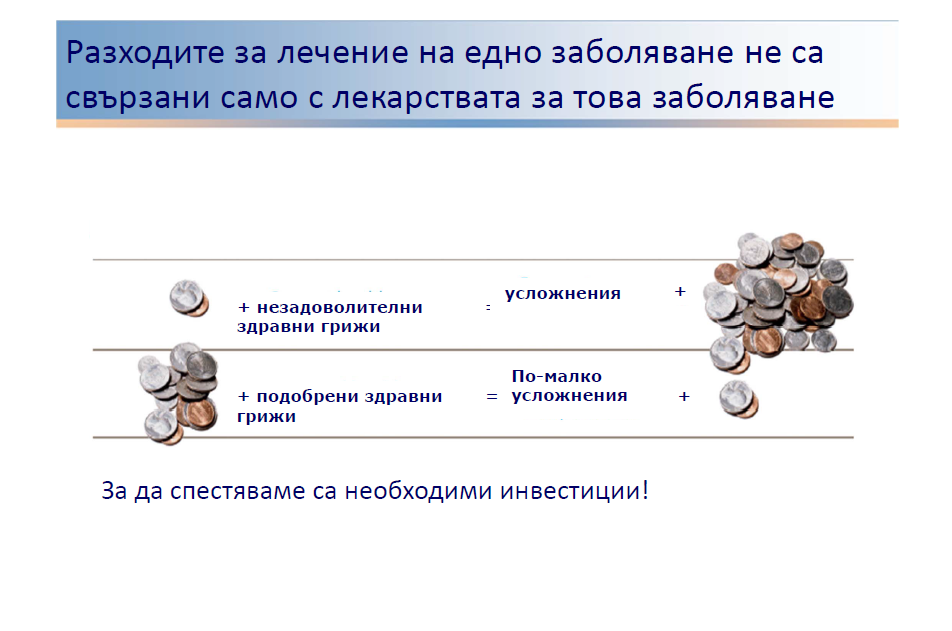 Разходите за лечение на едно заболяване не са
свързани само с лекарствата за това заболяване
+ незадоволителни
здравни грижи
=
усложнения
+
+ подобрени здравни
грижи
=
По-малко
усложнения
+
За да спестяваме са необходими инвестиции!